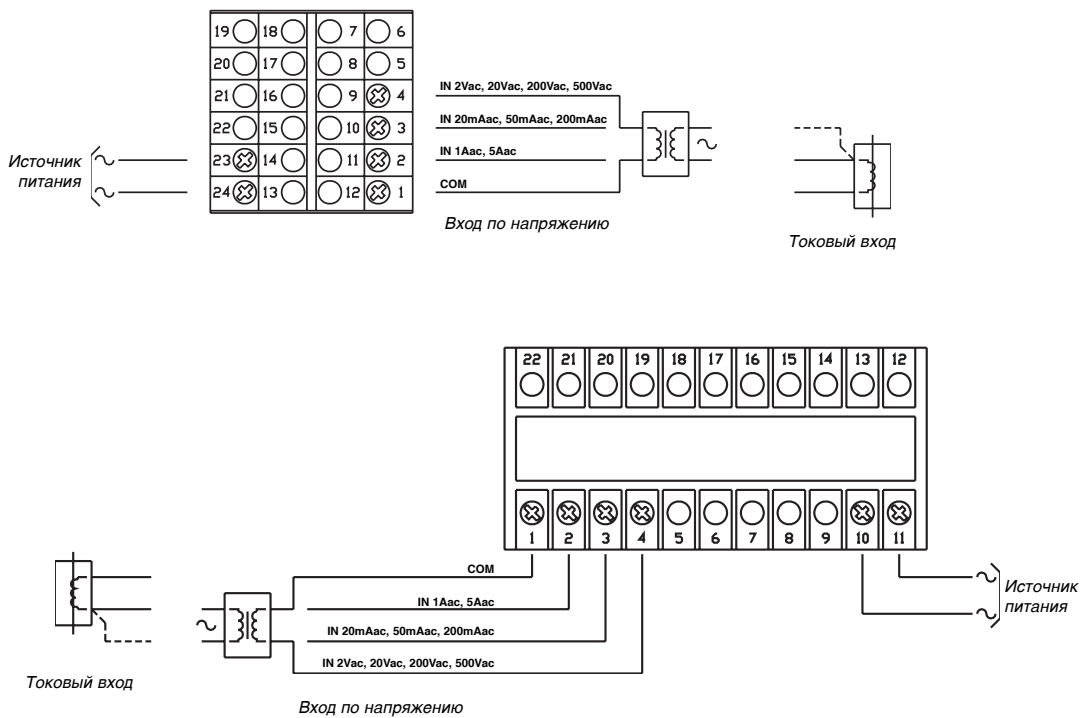 19 18 7 6
20 17 8 5
21 16 9 4
22 15 10 3
23 14 11 2
24 13 12 1
Источник
питания
IN 2Vac, 20Vac, 200Vac, 500Vac
IN 20mAac, 50mAac, 200mAac
IN 1Aac, 5Aac
COM
Вход по напряжению
Токовый вход
22 21 20 19 18 17 16 15 14 13 12
1 2 3 4 5 6 7 8 9 10 11
COM
IN 1Aac, 5Aac
IN 20mAac, 50mAac, 200mAac
IN 2Vac, 20Vac, 200Vac, 500Vac
Источник
питания
Токовый вход
Вход по напряжению